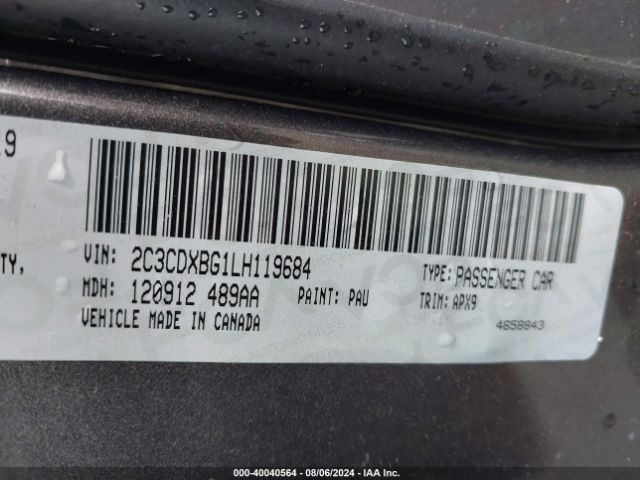 19
TY,
VIN: 2C3CDXBG1LH119684
TYPE: PASSENGER CAR
MDH: 120912 489AA PAINT: PAU
TRIM: APX9
VEHICLE MADE IN CANADA
4658843
000-40040564 - 08/06/2024 - IAA Inc.